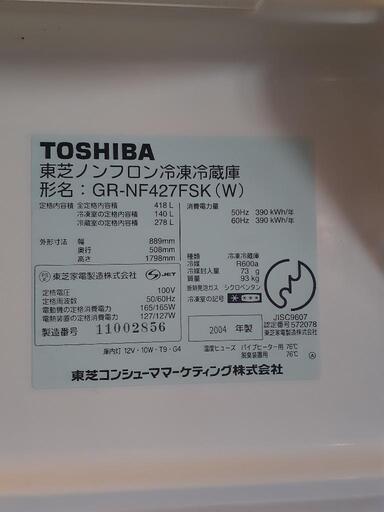 TOSHIBA
東芝ノンフロン冷凍冷蔵庫
形名：GR-NF427FSK(W)
定格内容積 全定格内容積 418 L
冷凍室の定格内容積 140 L
冷蔵室の定格内容積 278 L
外形寸法 幅 889mm
奥行 508mm
高さ 1798mm
東芝家電製造株式会社 S JET
定格電圧 100V
定格周波数 50/60Hz
電動機の定格消費電力 165/165W
電熱装置の定格消費電力 127/127W
製造番号 11002856
消費電力量
50Hz 390 kWh/年
60Hz 390 kWh/年
種類 冷凍冷蔵庫
冷媒 R600a
冷媒封入量 73 g
質量 93 kg
断熱発泡ガス シクロペンタン
冷凍室の記号
2004 年製
JISC9607
認定番号 572078
東芝家電製造株式会社
庫内灯 12V・10W・T9・G4
温度ヒューズ パイプヒーター用 76℃
脱臭装置用 76℃
A
東芝コンシューママーケティング株式会社